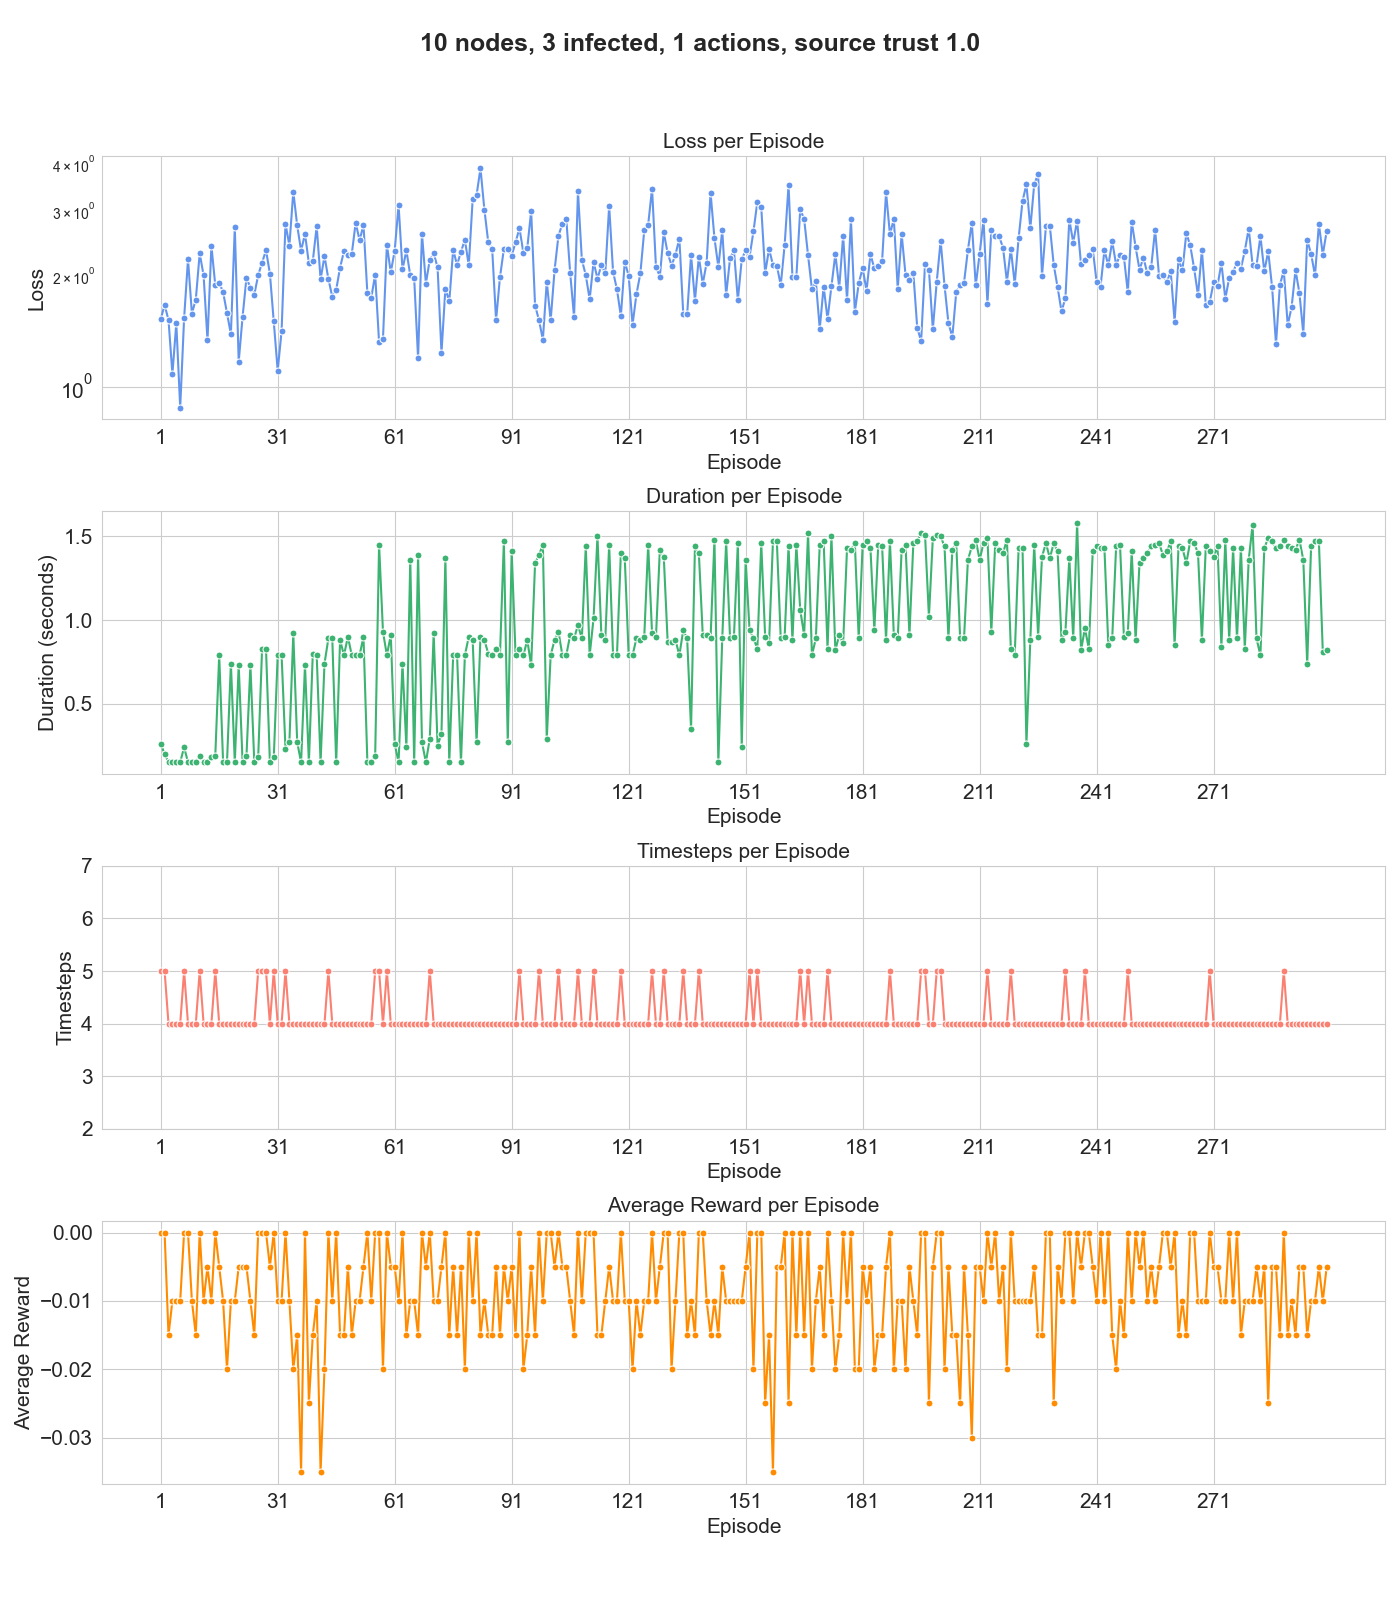 10 nodes, 3 infected, 1 actions, source trust 1.0
Loss per Episode
Loss
4 × 10⁰
3 × 10⁰
2 × 10⁰
10⁰
1 31 61 91 121 151 181 211 241 271
Episode
Duration per Episode
Duration (seconds)
1.5
1.0
0.5
1 31 61 91 121 151 181 211 241 271
Episode
Timesteps per Episode
Timesteps
7
6
5
4
3
2
1 31 61 91 121 151 181 211 241 271
Episode
Average Reward per Episode
Average Reward
0.00
−0.01
−0.02
−0.03
1 31 61 91 121 151 181 211 241 271
Episode